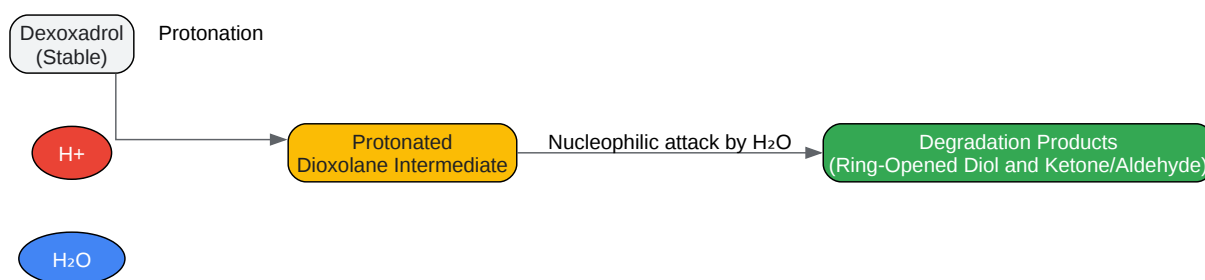 Dexoxadrol
(Stable)
Protonation
H+
Protonated
Dioxolane Intermediate
Nucleophilic attack by H₂O
Degradation Products
(Ring-Opened Diol and Ketone/Aldehyde)
H₂O